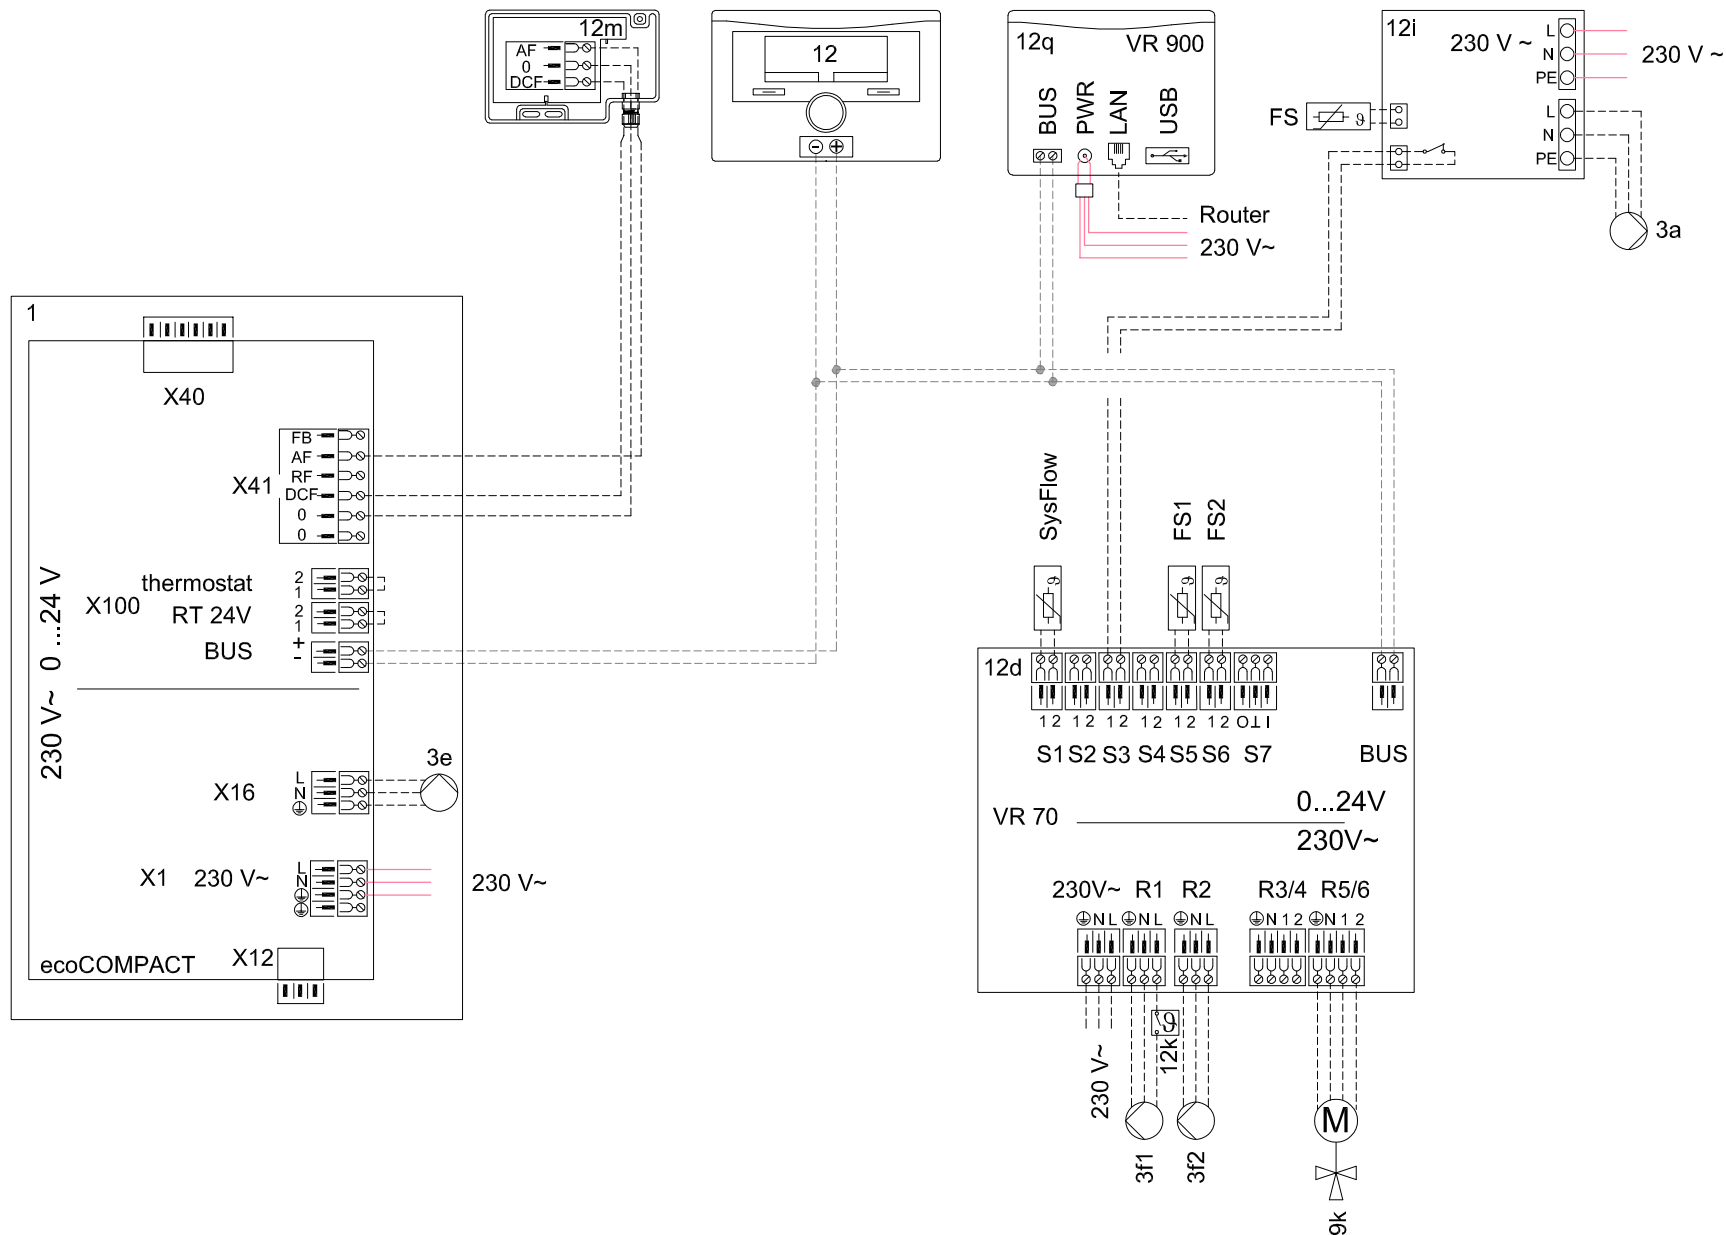 12m
AF
0
DCF
12
12q
VR 900
BUS
PWR
LAN
USB
Router
230 V~
12i
230 V ~
L
N
PE
230 V ~
FS
L
N
PE
3a
1
X40
X41
FB
AF
RF
DCF
0
0
230 V~ 0 ...24 V
X100
thermostat
2
1
RT 24V
2
1
BUS
+
-
X16
L
N
3e
X1
230 V~
L
N
230 V~
X12
ecoCOMPACT
SysFlow
FS1
FS2
12d
1 2
1 2
1 2
1 2
1 2
1 2
S1
S2
S3
S4
S5
S6
S7
BUS
VR 70
0...24V
230V~
230V~
R1
R2
R3/4
R5/6
N L
N L
N L
N 1 2
N 1 2
230 V~
12k
3f1
3f2
M
9k